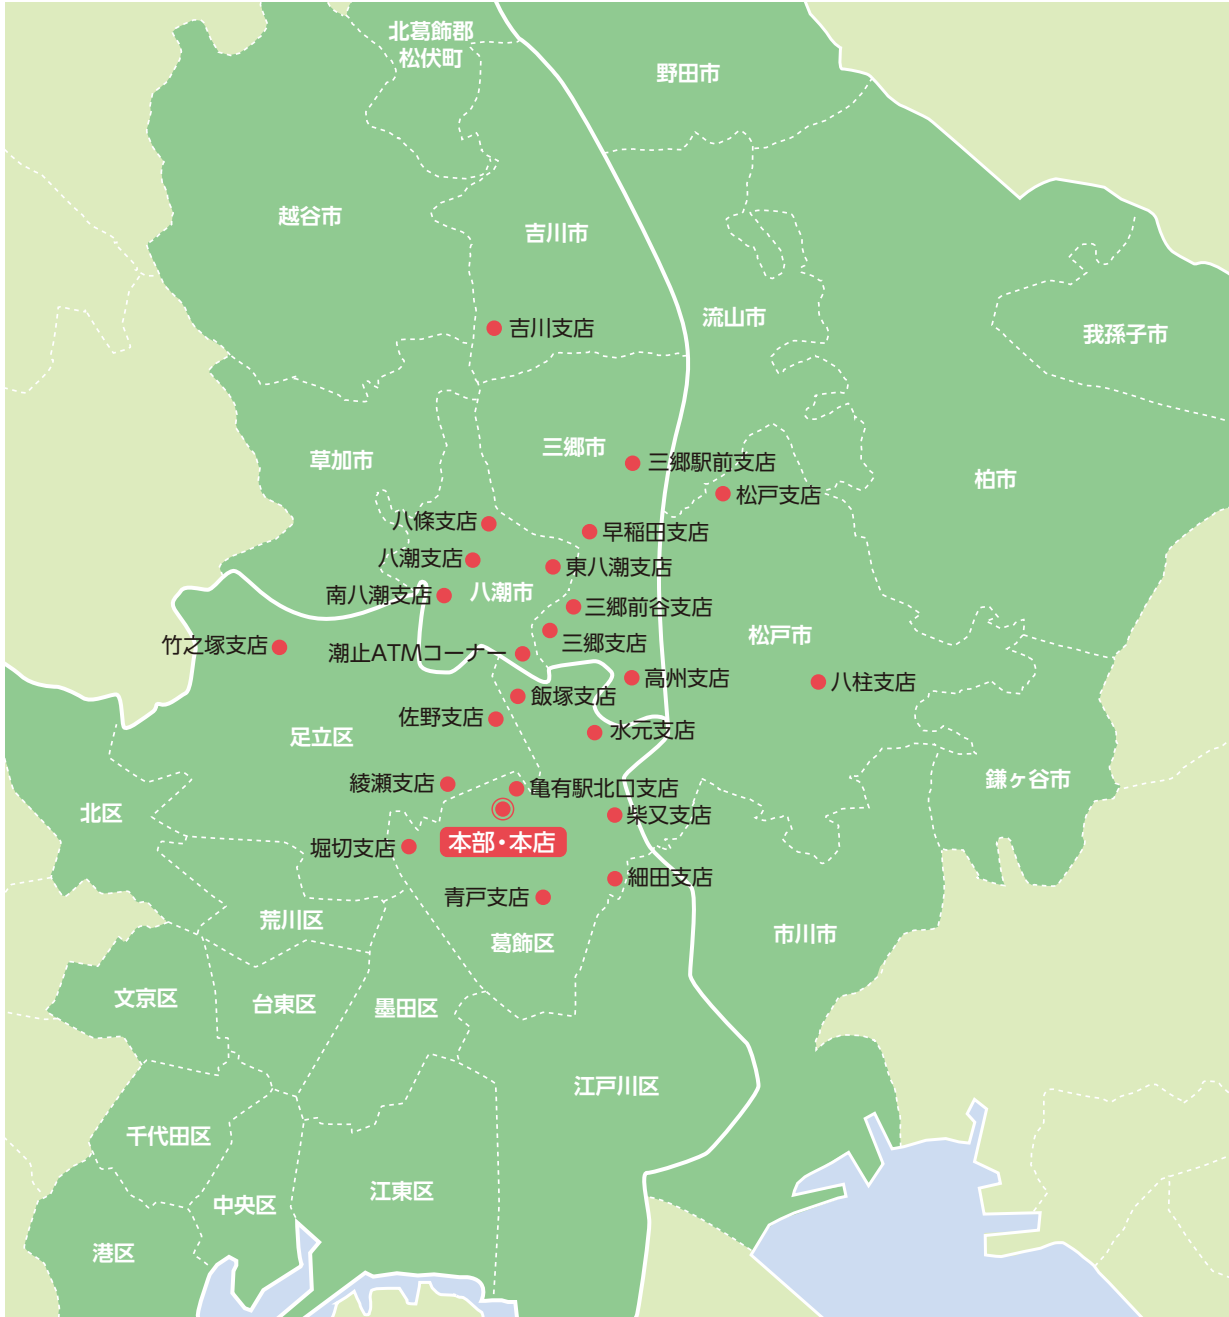 北葛飾郡
松伏町
野田市
越谷市
吉川市
吉川支店
流山市
我孫子市
草加市
三郷市
三郷駅前支店
柏市
松戸支店
八條支店
早稲田支店
八潮支店
東八潮支店
南八潮支店
八潮市
三郷前谷支店
松戸市
竹之塚支店
三郷支店
潮止ATMコーナー
高州支店
八柱支店
飯塚支店
佐野支店
水元支店
足立区
綾瀬支店
亀有駅北口支店
鎌ヶ谷市
北区
柴又支店
本部・本店
堀切支店
細田支店
青戸支店
荒川区
葛飾区
市川市
文京区
台東区
墨田区
江戸川区
千代田区
江東区
中央区
港区